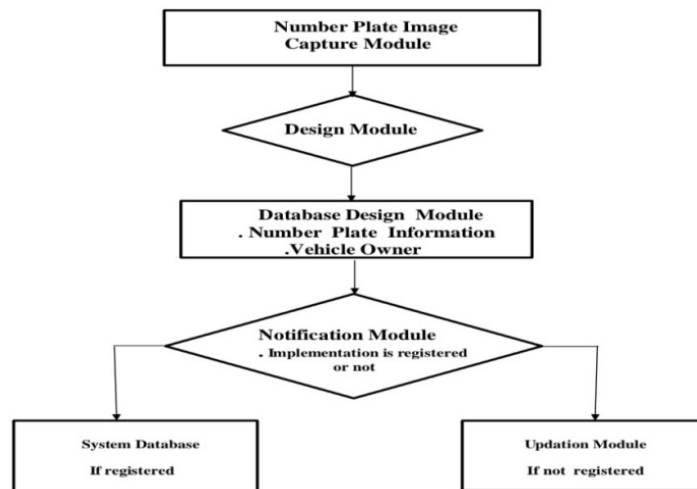 Number Plate Image
Capture Module
Design Module
Database Design Module
. Number Plate Information
.Vehicle Owner
Notification Module
. Implementation is registered
or not
System Database
If registered
Updation Module
If not registered